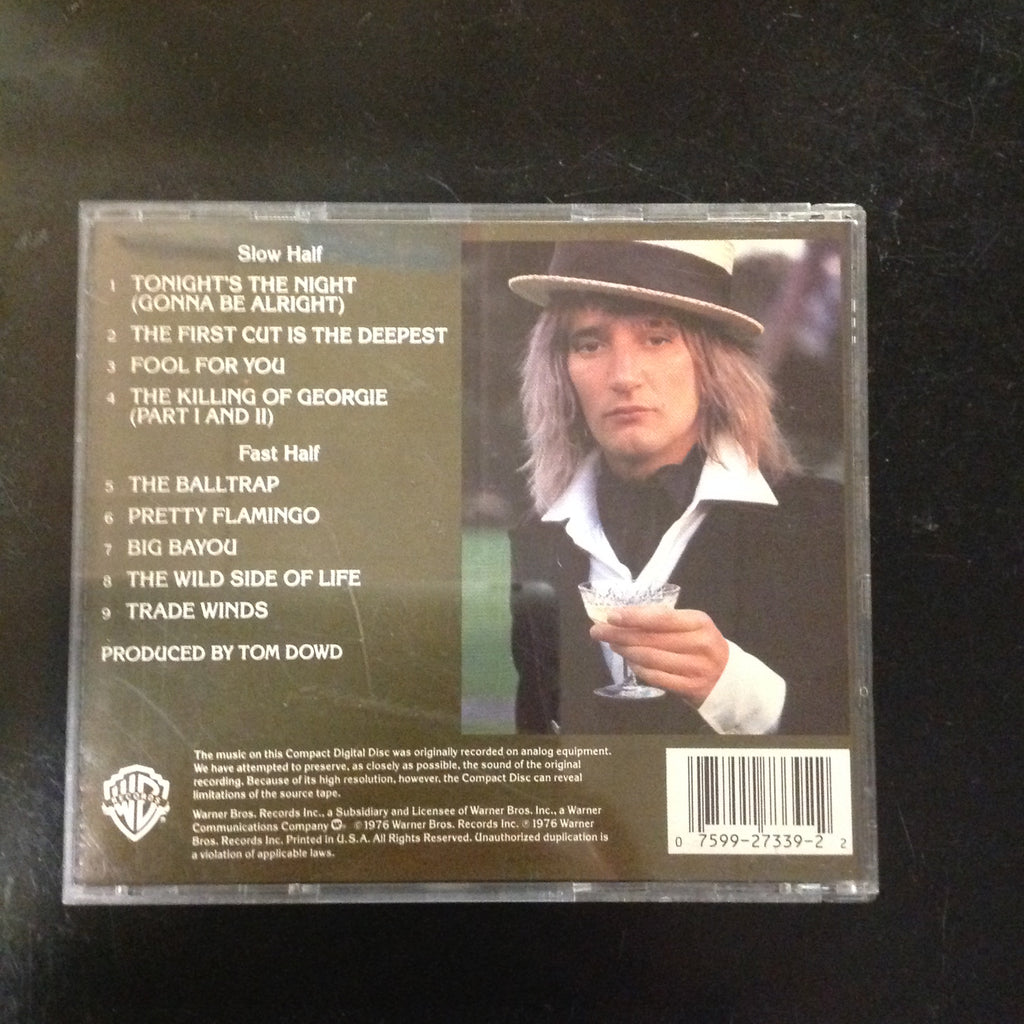 Slow Half
1 TONIGHT'S THE NIGHT
(GONNA BE ALRIGHT)
2 THE FIRST CUT IS THE DEEPEST
3 FOOL FOR YOU
4 THE KILLING OF GEORGIE
(PART I AND II)
Fast Half
5 THE BALLTRAP
6 PRETTY FLAMINGO
7 BIG BAYOU
8 THE WILD SIDE OF LIFE
9 TRADE WINDS
PRODUCED BY TOM DOWD
The music on this Compact Digital Disc was originally recorded on analog equipment.
We have attempted to preserve, as closely as possible, the sound of the original
recording. Because of its high resolution, however, the Compact Disc can reveal
limitations of the source tape.
Warner Bros. Records Inc., a Subsidiary and Licensee of Warner Bros. Inc., a Warner
Communications Company. © 1976 Warner Bros. Records Inc. ℗ 1976 Warner
Bros. Records Inc. Printed in U.S.A. All Rights Reserved. Unauthorized duplication is
a violation of applicable laws.
WB
RECORDS
0 7599-27339-2 2